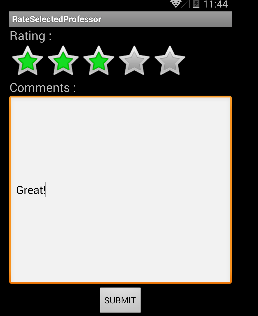 11:44
RateSelectedProfessor
Rating :
Comments :
Great!
SUBMIT